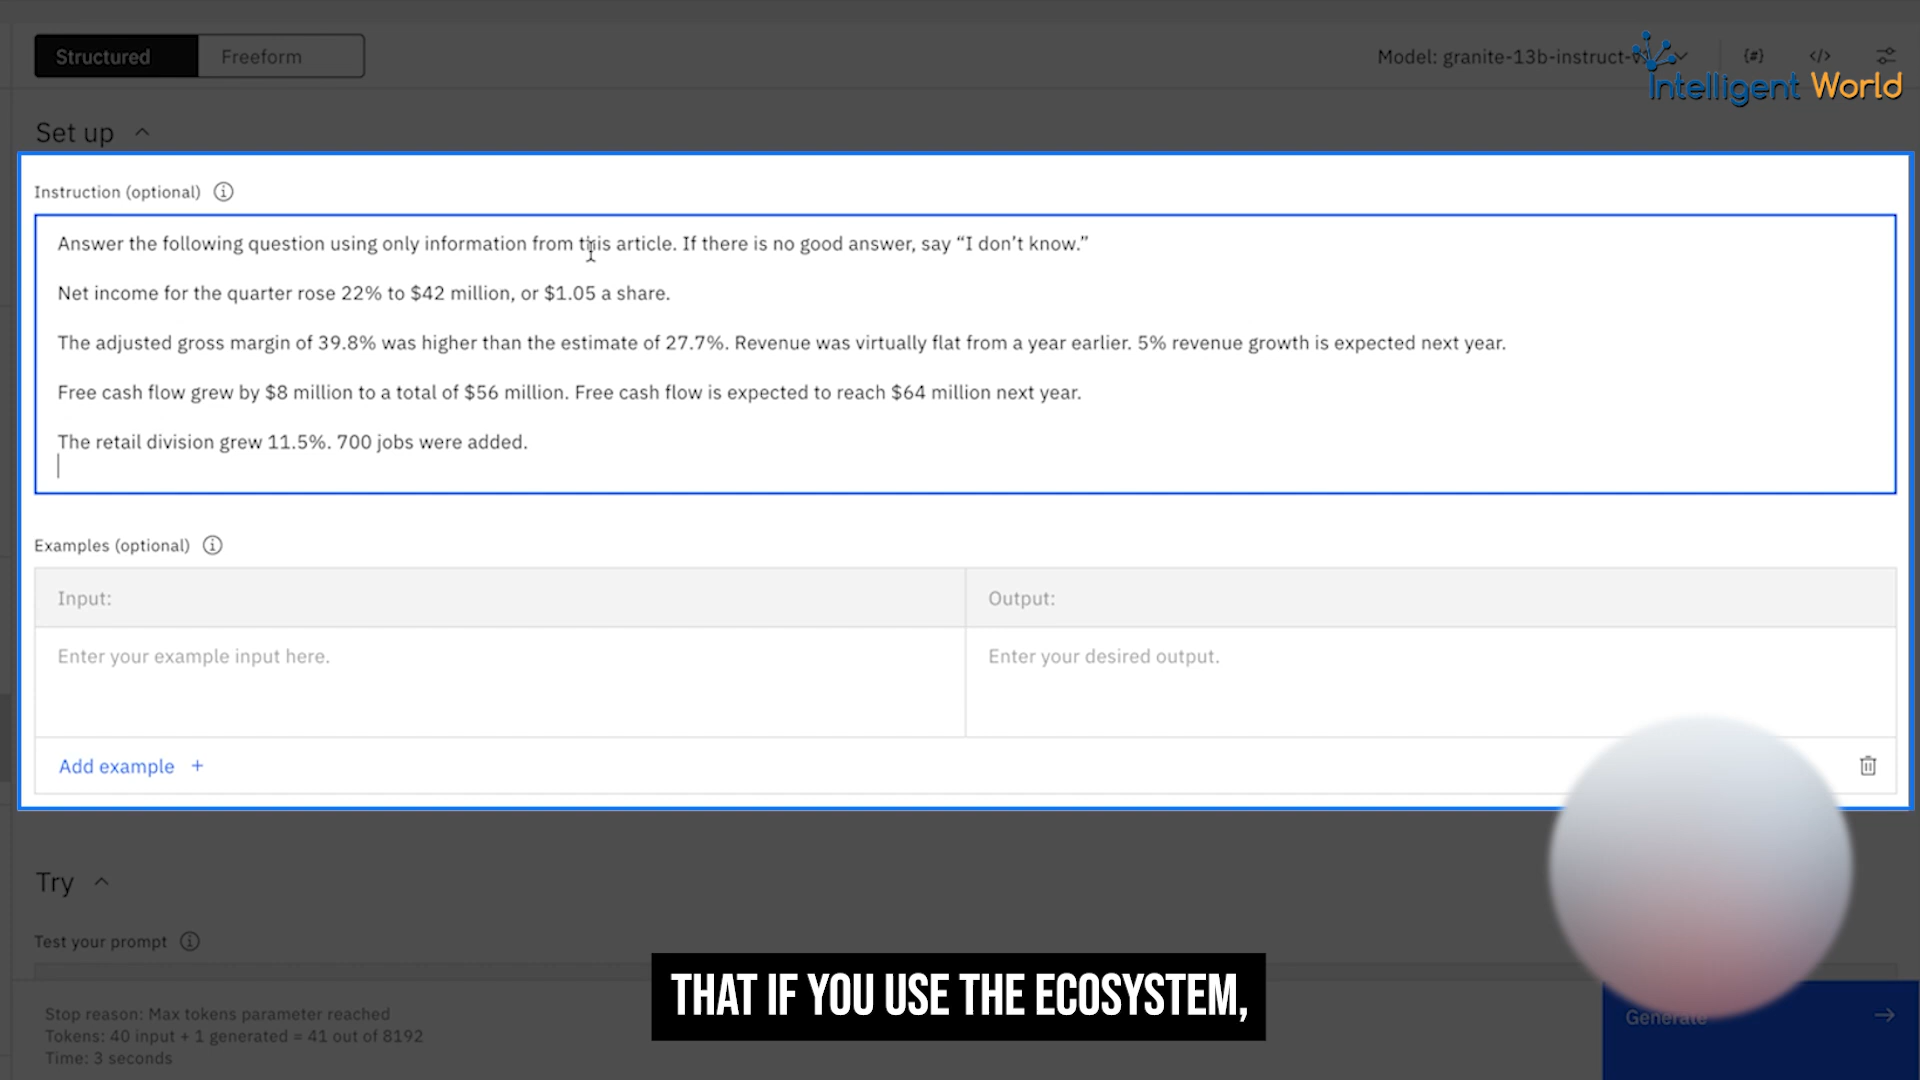 Structured
Freeform
Model: granite-13b-instruct-
{#}
</>
Intelligent World
Set up
Instruction (optional)
Answer the following question using only information from this article. If there is no good answer, say “I don’t know.”
Net income for the quarter rose 22% to $42 million, or $1.05 a share.
The adjusted gross margin of 39.8% was higher than the estimate of 27.7%. Revenue was virtually flat from a year earlier. 5% revenue growth is expected next year.
Free cash flow grew by $8 million to a total of $56 million. Free cash flow is expected to reach $64 million next year.
The retail division grew 11.5%. 700 jobs were added.
Examples (optional)
Input:
Output:
Enter your example input here.
Enter your desired output.
Add example +
Try
Test your prompt
THAT IF YOU USE THE ECOSYSTEM,
Stop reason: Max tokens parameter reached
Tokens: 40 input + 1 generated = 41 out of 8192
Time: 3 seconds
Generate